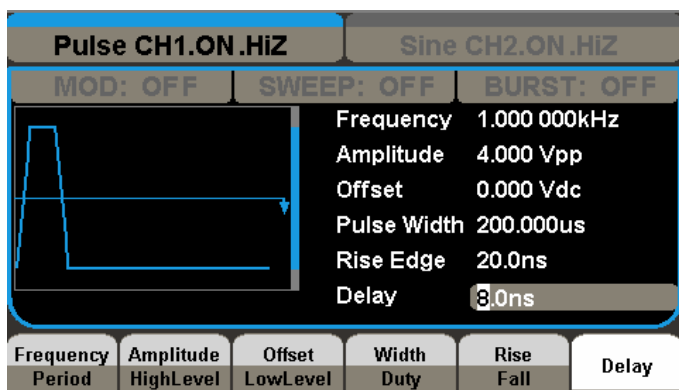 Pulse CH1.ON.HiZ
Sine CH2.ON.HiZ
MOD: OFF
SWEEP: OFF
BURST: OFF
Frequency 1.000 000kHz
Amplitude 4.000 Vpp
Offset 0.000 Vdc
Pulse Width 200.000us
Rise Edge 20.0ns
Delay 8.0ns
Frequency
Period
Amplitude
HighLevel
Offset
LowLevel
Width
Duty
Rise
Fall
Delay